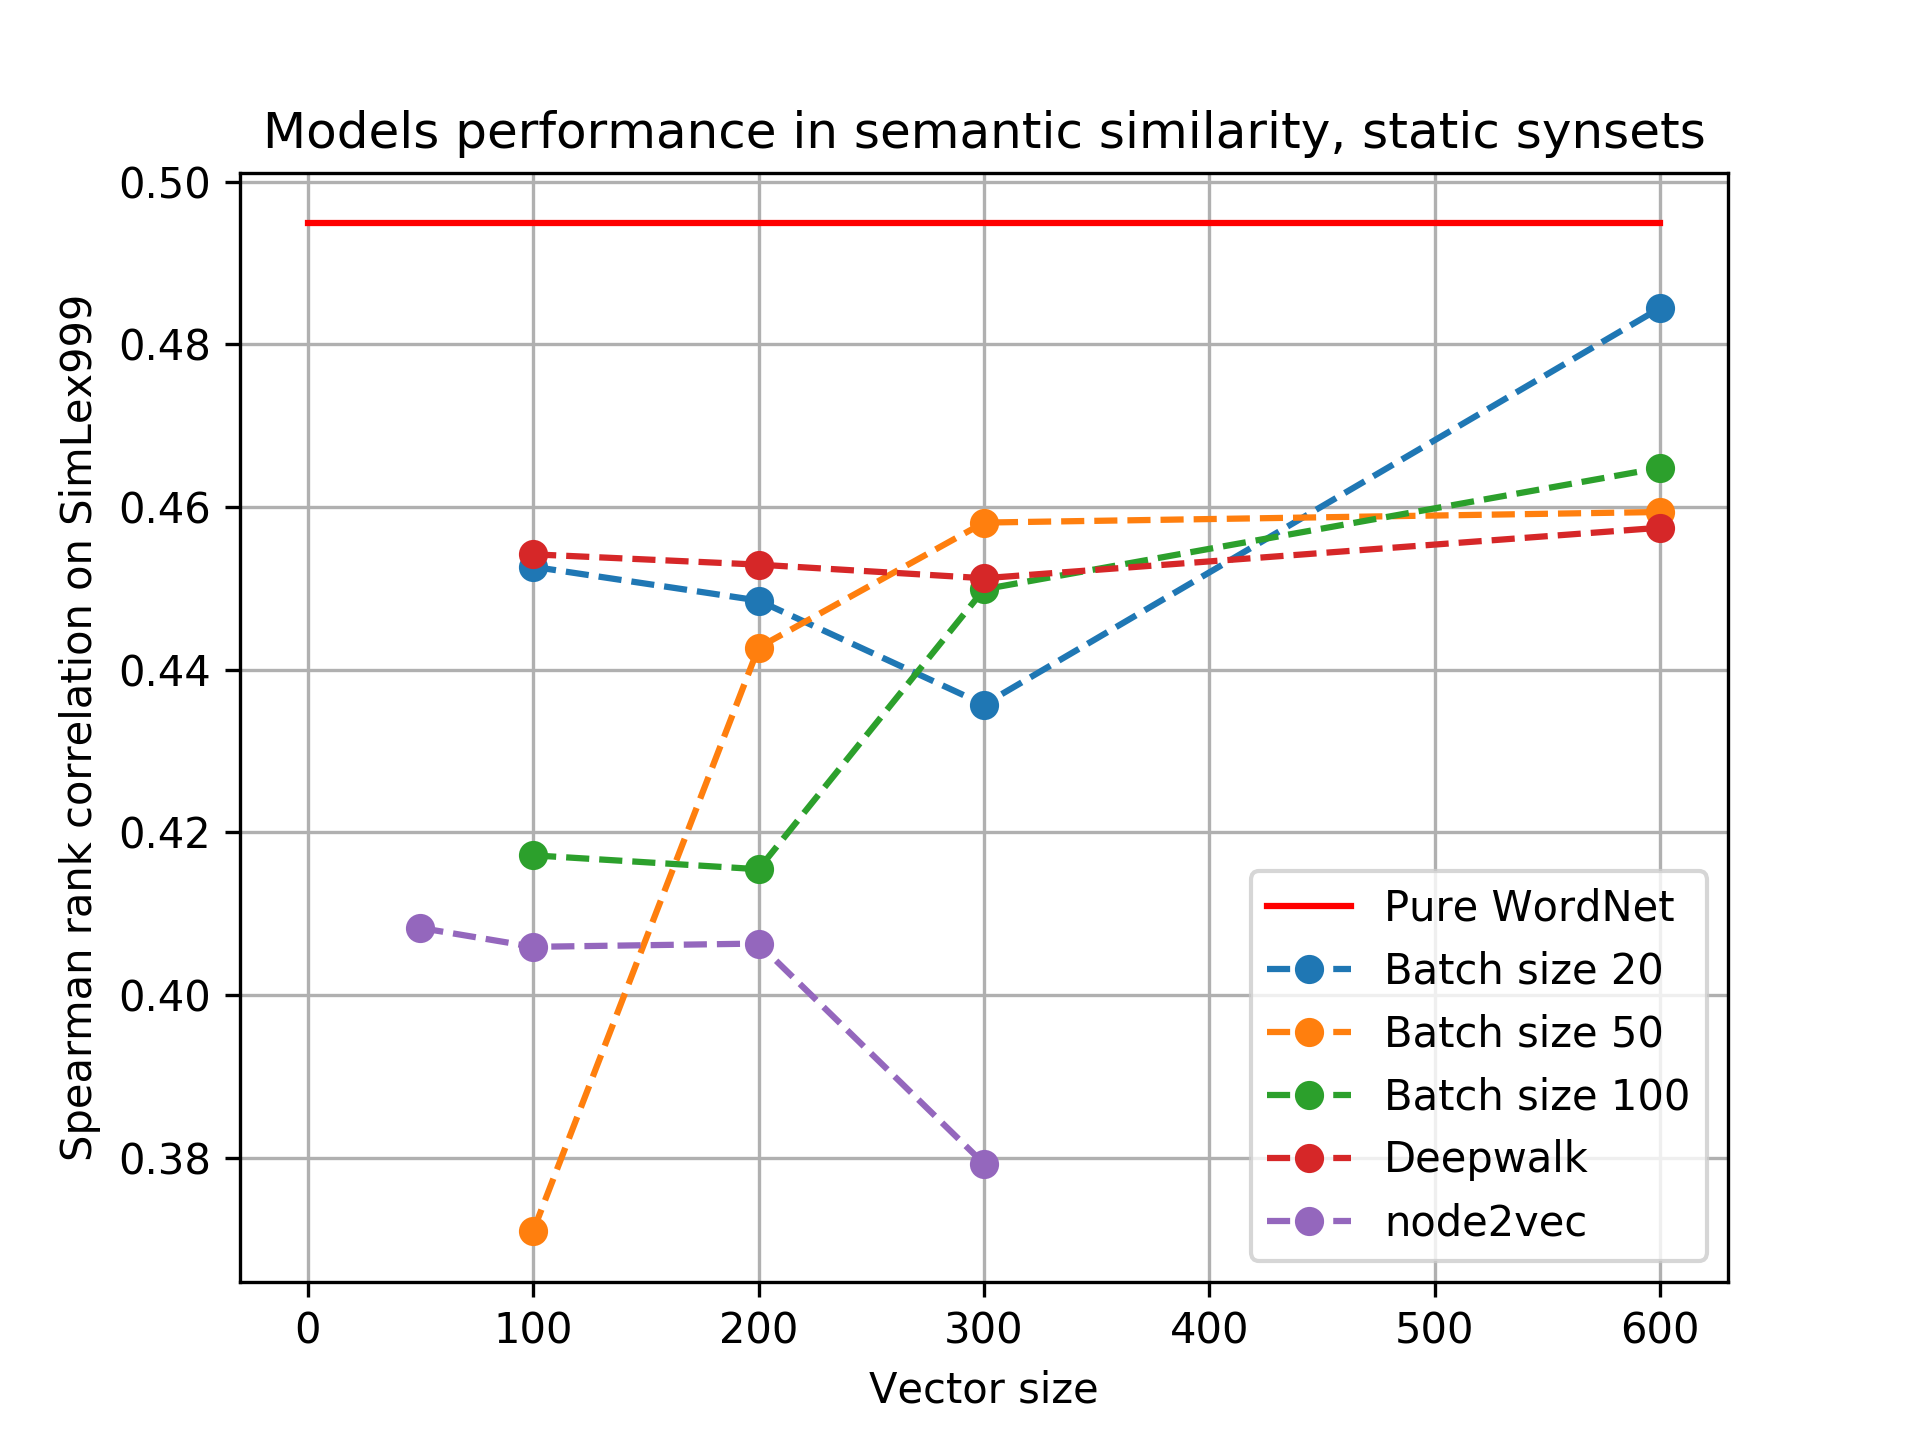 Models performance in semantic similarity, static synsets
Spearman rank correlation on SimLex999
0.50
0.48
0.46
0.44
0.42
0.40
0.38
Pure WordNet
Batch size 20
Batch size 50
Batch size 100
Deepwalk
node2vec
0 100 200 300 400 500 600
Vector size